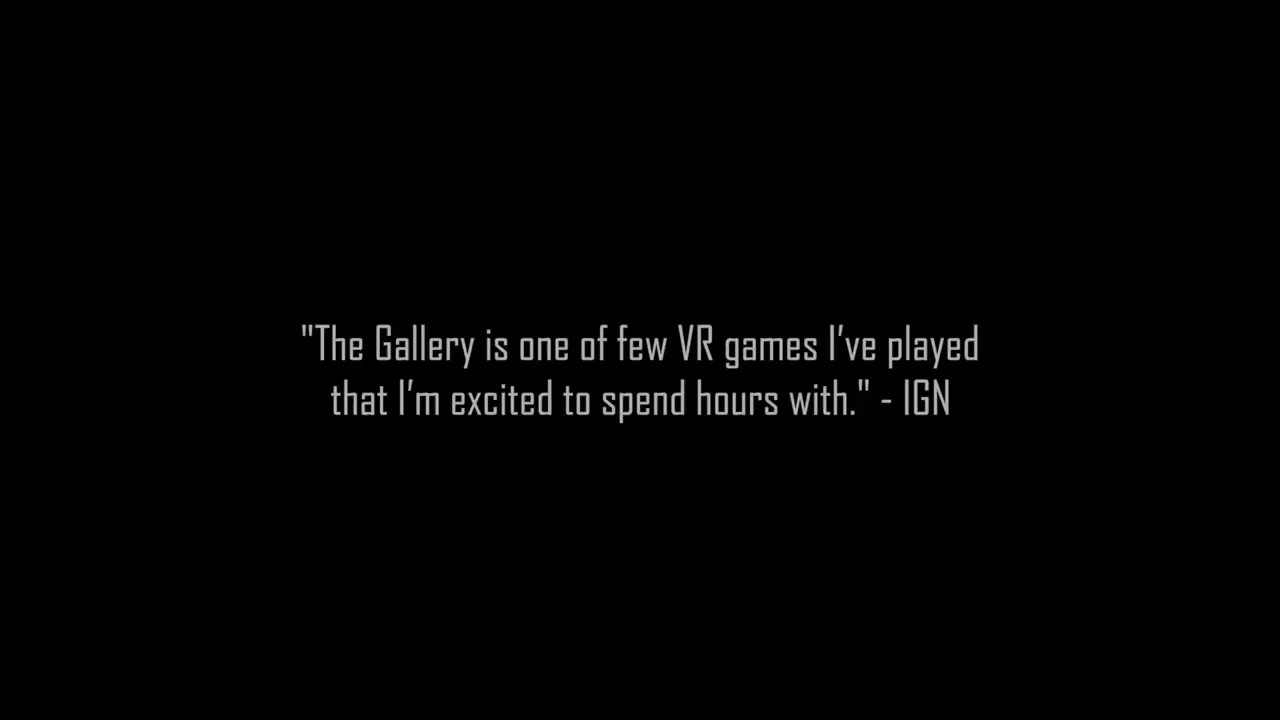 "The Gallery is one of few VR games I’ve played
that I’m excited to spend hours with." - IGN